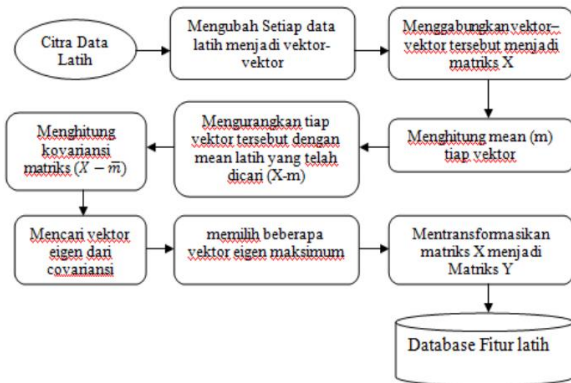 Citra Data
Latih
Mengubah Setiap data
latih menjadi vektor-
vektor
Menggabungkan vektor–
vektor tersebut menjadi
matriks X
Menghitung mean (m)
tiap vektor
Mengurangkan tiap
vektor tersebut dengan
mean latih yang telah
dicari (X-m)
Menghitung
kovariansi
matriks (X − m̅)
Mencari vektor
eigen dari
covariansi
memilih beberapa
vektor eigen maksimum
Mentransformasikan
matriks X menjadi
Matriks Y
Database Fitur latih